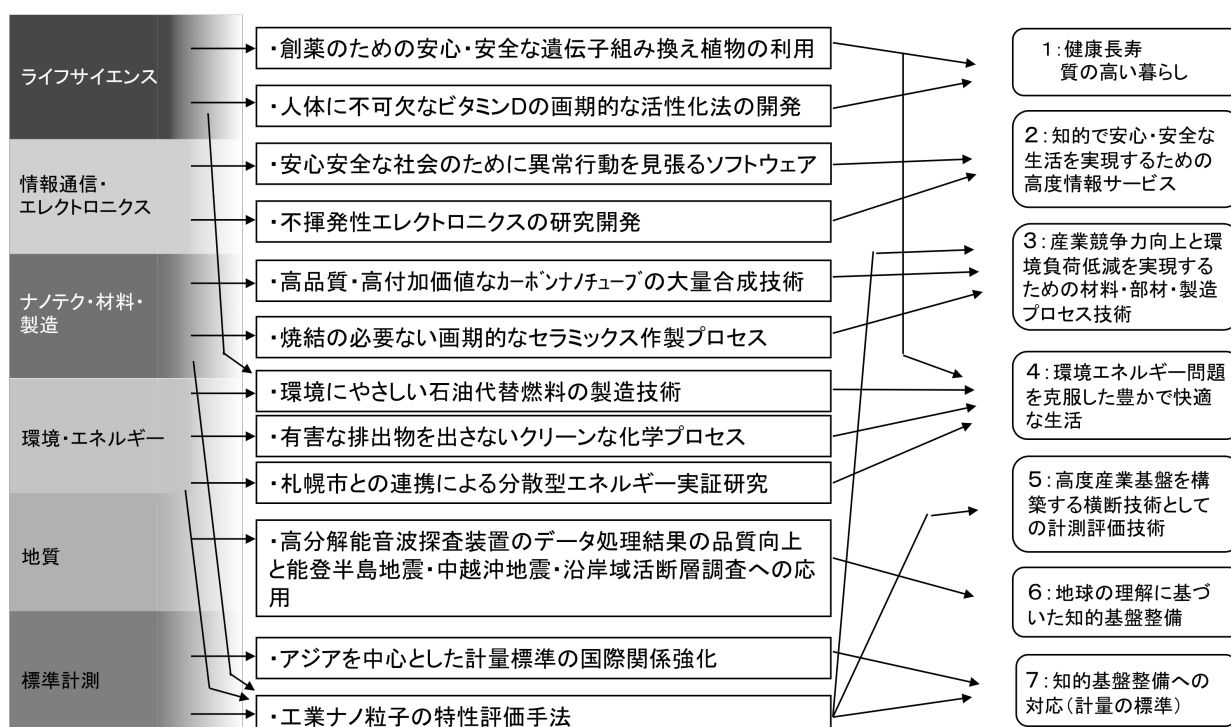 ライフサイエンス
情報通信・
エレクトロニクス
ナノテク・材料・
製造
環境・エネルギー
地質
標準計測
・創薬のための安心・安全な遺伝子組み換え植物の利用
・人体に不可欠なビタミンDの画期的な活性化法の開発
・安心安全な社会のために異常行動を見張るソフトウェア
・不揮発性エレクトロニクスの研究開発
・高品質・高付加価値なｶｰﾎﾞﾝﾅﾉﾁｭｰﾌﾞの大量合成技術
・焼結の必要ない画期的なセラミックス作製プロセス
・環境にやさしい石油代替燃料の製造技術
・有害な排出物を出さないクリーンな化学プロセス
・札幌市との連携による分散型エネルギー実証研究
・高分解能音波探査装置のデータ処理結果の品質向上
と能登半島地震・中越沖地震・沿岸域活断層調査への応
用
・アジアを中心とした計量標準の国際関係強化
・工業ナノ粒子の特性評価手法
1：健康長寿
質の高い暮らし
2：知的で安心・安全な
生活を実現するための
高度情報サービス
3：産業競争力向上と環
境負荷低減を実現する
ための材料・部材・製造
プロセス技術
4：環境エネルギー問題
を克服した豊かで快適
な生活
5：高度産業基盤を構
築する横断技術として
の計測評価技術
6：地球の理解に基づ
いた知的基盤整備
7：知的基盤整備への
対応（計量の標準）